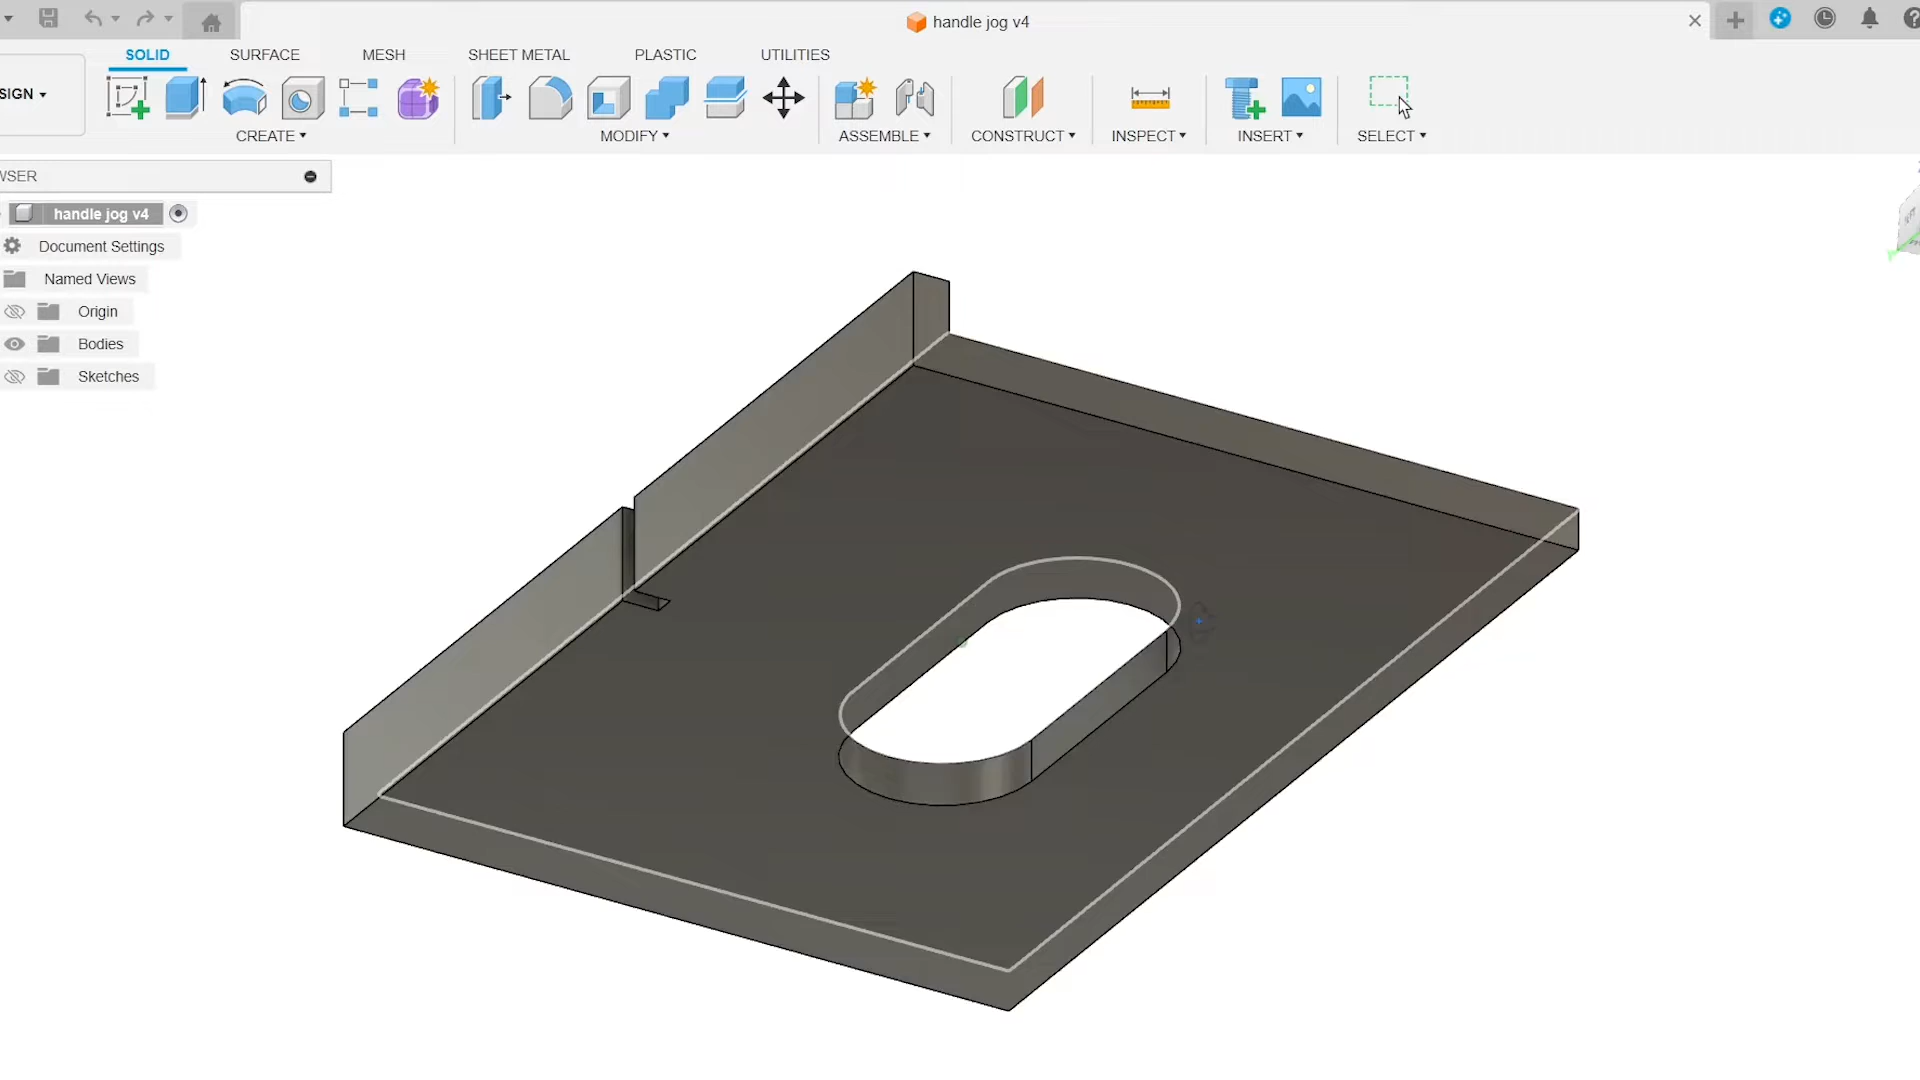 handle jog v4
SOLID
SURFACE
MESH
SHEET METAL
PLASTIC
UTILITIES
SIGN
CREATE
MODIFY
ASSEMBLE
CONSTRUCT
INSPECT
INSERT
SELECT
WSER
handle jog v4
Document Settings
Named Views
Origin
Bodies
Sketches